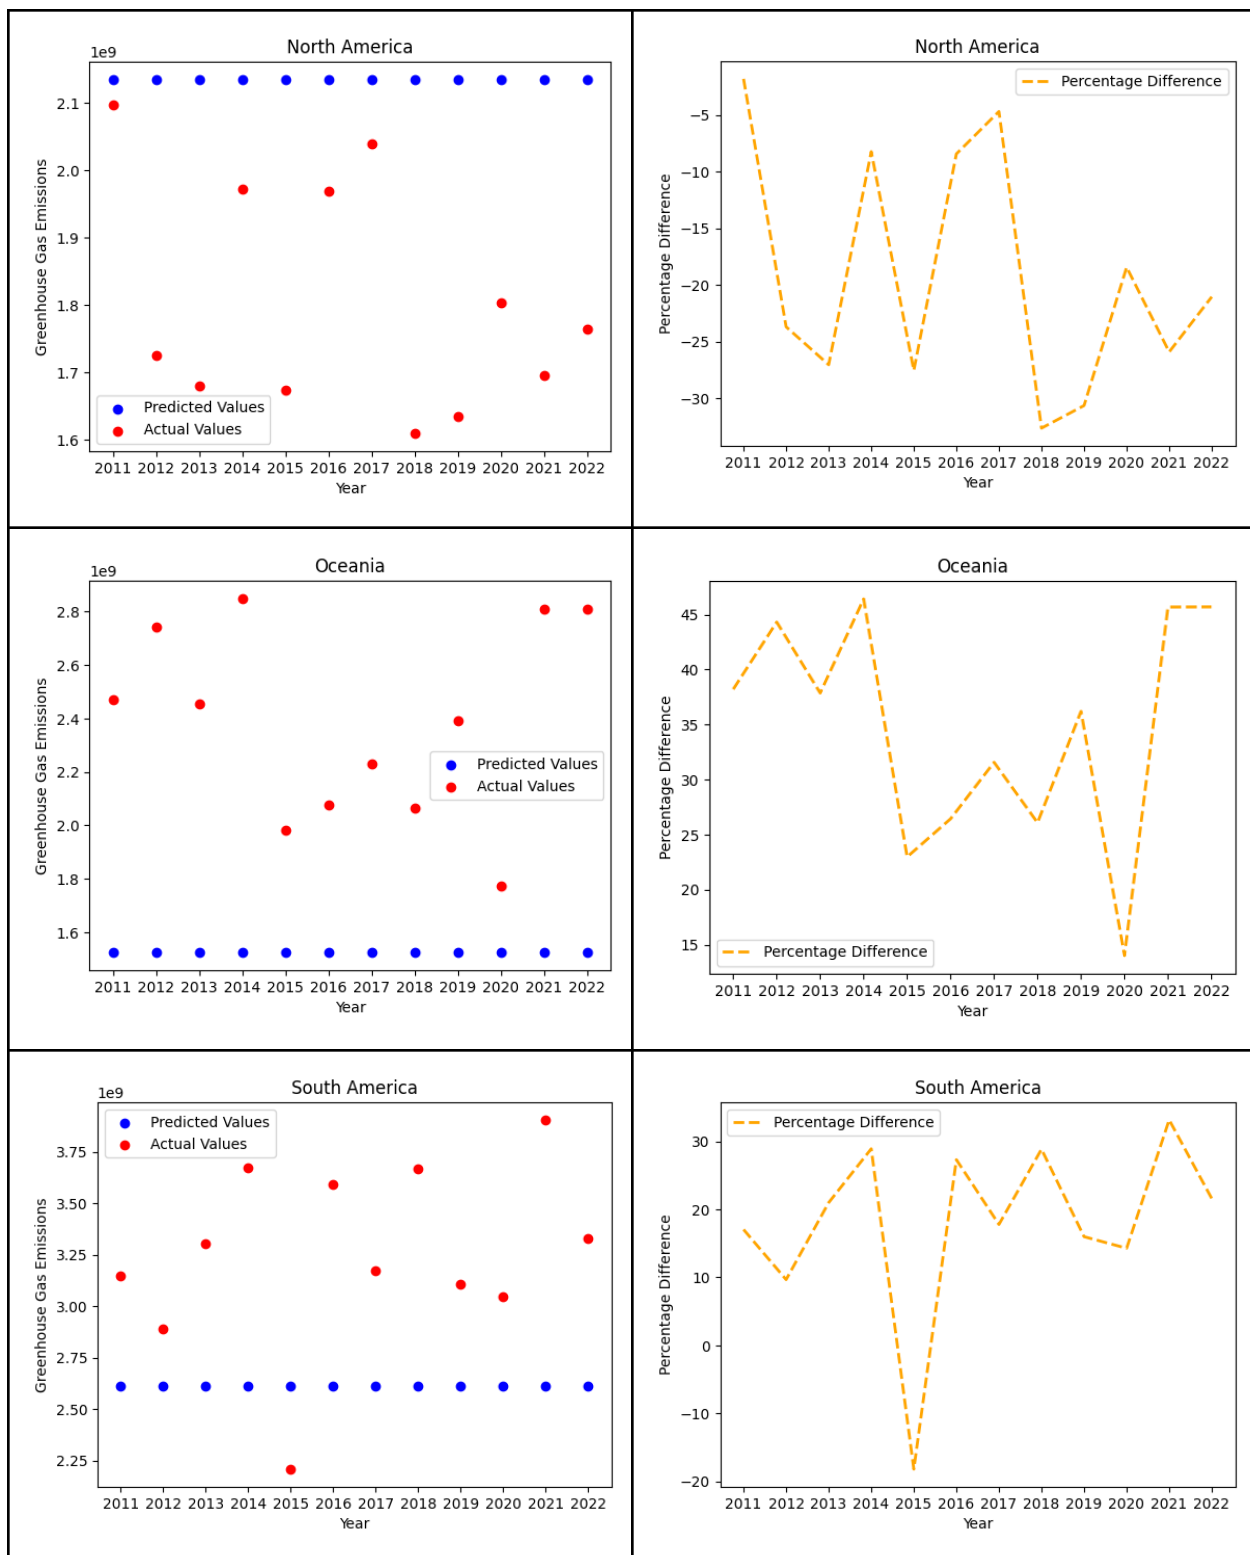 North America
1e9
2.1
2.0
1.9
1.8
1.7
1.6
Greenhouse Gas Emissions
Predicted Values
Actual Values
2011 2012 2013 2014 2015 2016 2017 2018 2019 2020 2021 2022
Year
North America
Percentage Difference
−5
−10
−15
−20
−25
−30
Percentage Difference
2011 2012 2013 2014 2015 2016 2017 2018 2019 2020 2021 2022
Year
Oceania
1e9
2.8
2.6
2.4
2.2
2.0
1.8
1.6
Greenhouse Gas Emissions
Predicted Values
Actual Values
2011 2012 2013 2014 2015 2016 2017 2018 2019 2020 2021 2022
Year
Oceania
45
40
35
30
25
20
15
Percentage Difference
Percentage Difference
2011 2012 2013 2014 2015 2016 2017 2018 2019 2020 2021 2022
Year
South America
1e9
Predicted Values
Actual Values
3.75
3.50
3.25
3.00
2.75
2.50
2.25
Greenhouse Gas Emissions
2011 2012 2013 2014 2015 2016 2017 2018 2019 2020 2021 2022
Year
South America
Percentage Difference
30
20
10
0
−10
−20
Percentage Difference
2011 2012 2013 2014 2015 2016 2017 2018 2019 2020 2021 2022
Year